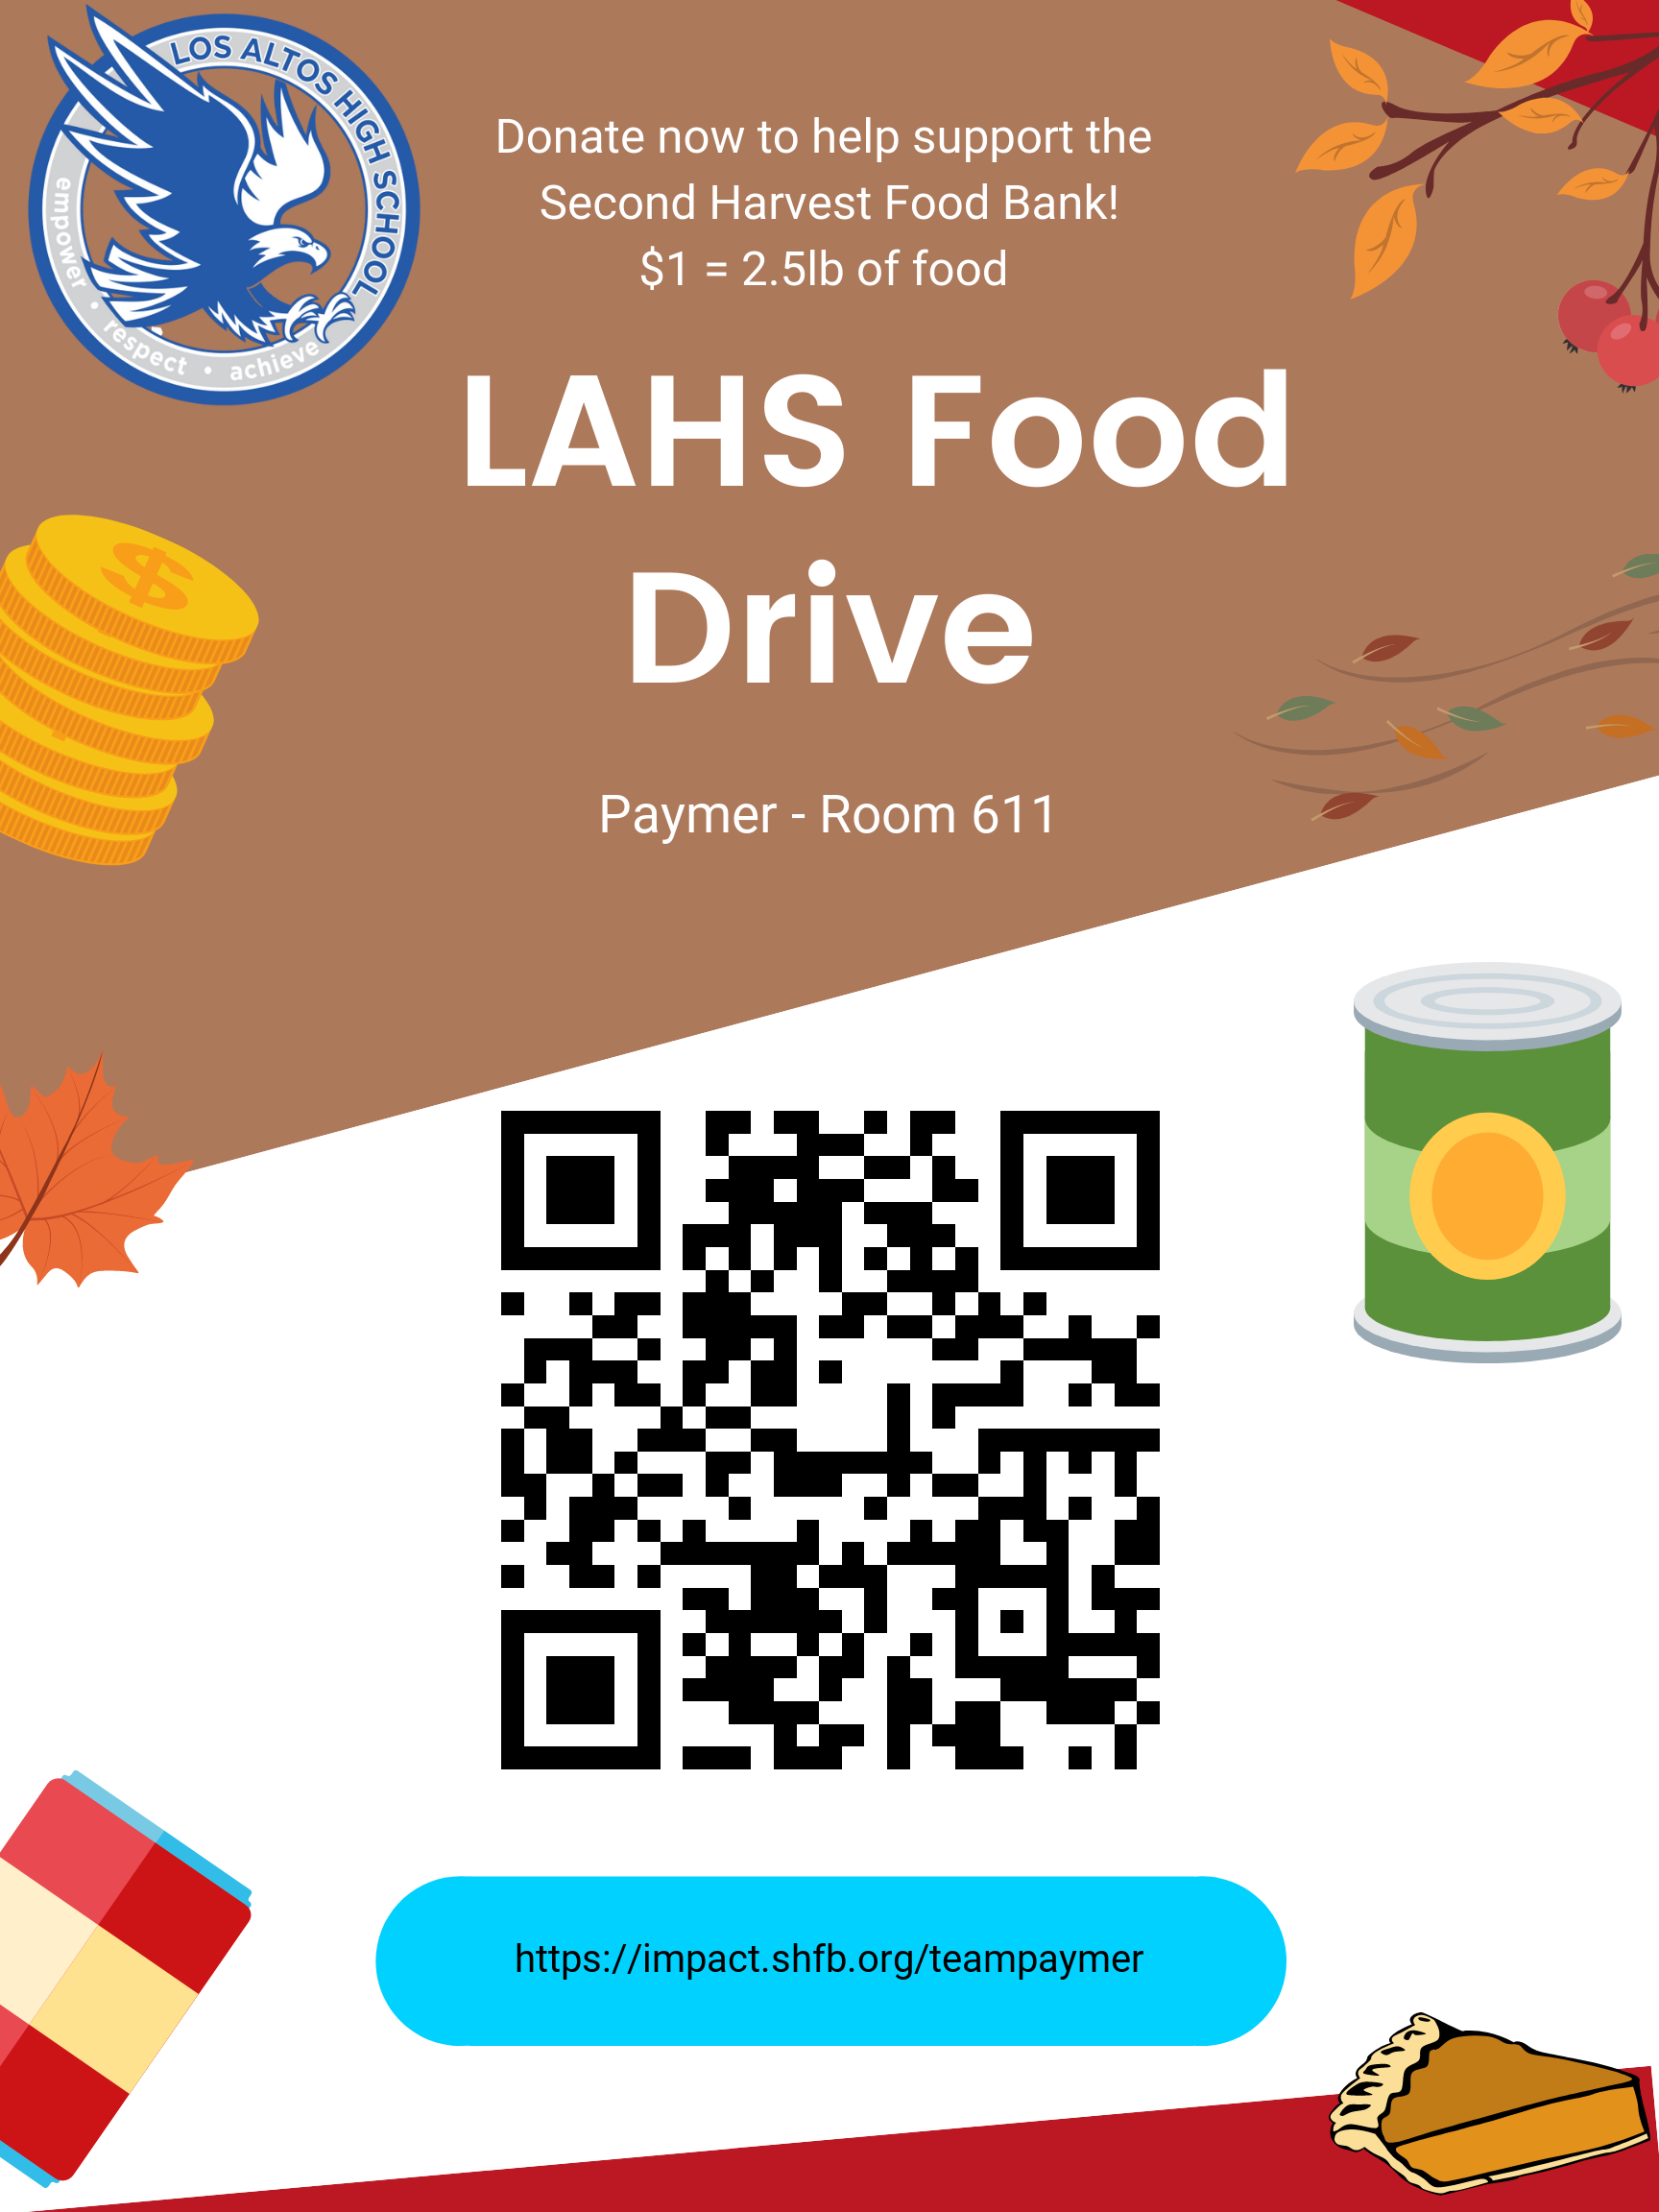 LOS ALTOS HIGH SCHOOL
empower • respect • achieve
Donate now to help support the
Second Harvest Food Bank!
$1 = 2.5lb of food
LAHS Food
Drive
Paymer - Room 611
$
https://impact.shfb.org/teampaymer